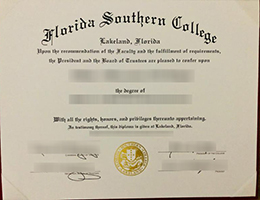 Florida Southern College
Lakeland, Florida
Upon the recommendation of the Faculty and the fulfillment of requirements,
the President and the Board of Trustees are pleased to confer upon
the degree of
With all the rights, honors, and privileges thereunto appertaining.
In testimony thereof, this diploma is given at Lakeland, Florida.